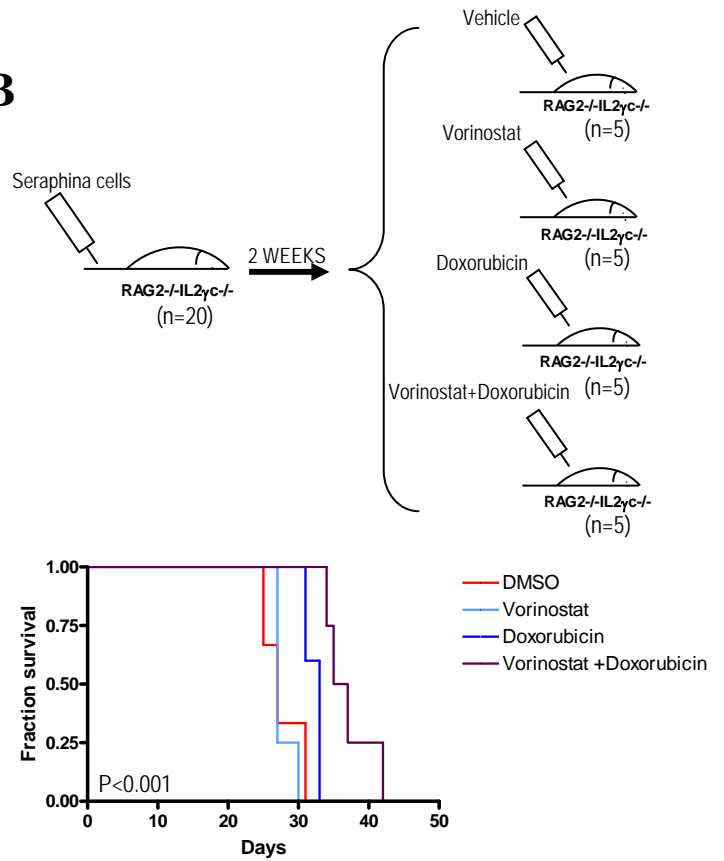 B
Seraphina cells
RAG2-/-IL2γc-/-
(n=20)
2 WEEKS
Vehicle
RAG2-/-IL2γc-/-
(n=5)
Vorinostat
RAG2-/-IL2γc-/-
(n=5)
Doxorubicin
RAG2-/-IL2γc-/-
(n=5)
Vorinostat+Doxorubicin
RAG2-/-IL2γc-/-
(n=5)
Fraction survival
1.00
0.75
0.50
0.25
0.00
P<0.001
0 10 20 30 40 50
Days
DMSO
Vorinostat
Doxorubicin
Vorinostat +Doxorubicin